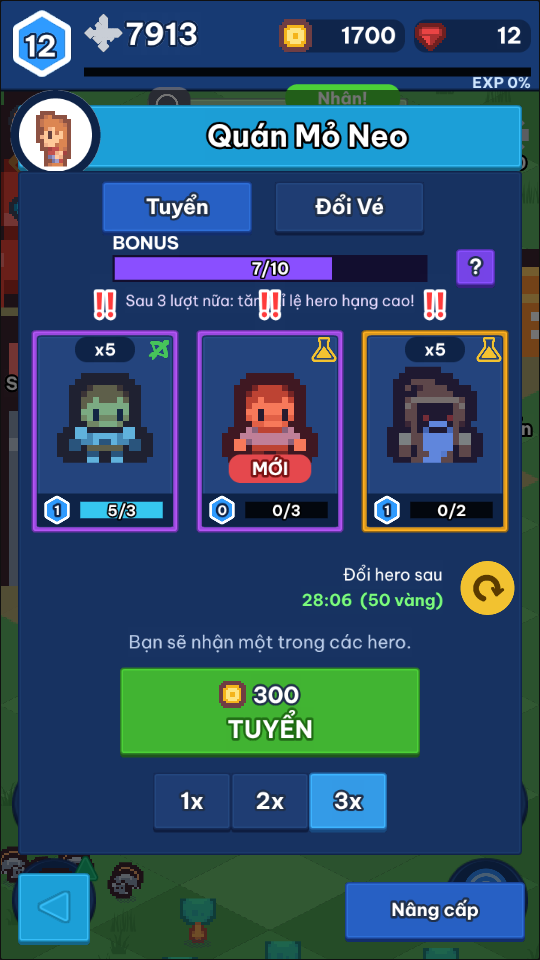 12
7913
1700
12
EXP 0%
Nhận!
Quán Mỏ Neo
Tuyển
Đổi Vé
BONUS
7/10
?
Sau 3 lượt nữa: tăng tỉ lệ hero hạng cao!
x5
x5
MỚI
1
5/3
0
0/3
1
0/2
Đổi hero sau
28:06 (50 vàng)
Bạn sẽ nhận một trong các hero.
300
TUYỂN
1x
2x
3x
Nâng cấp